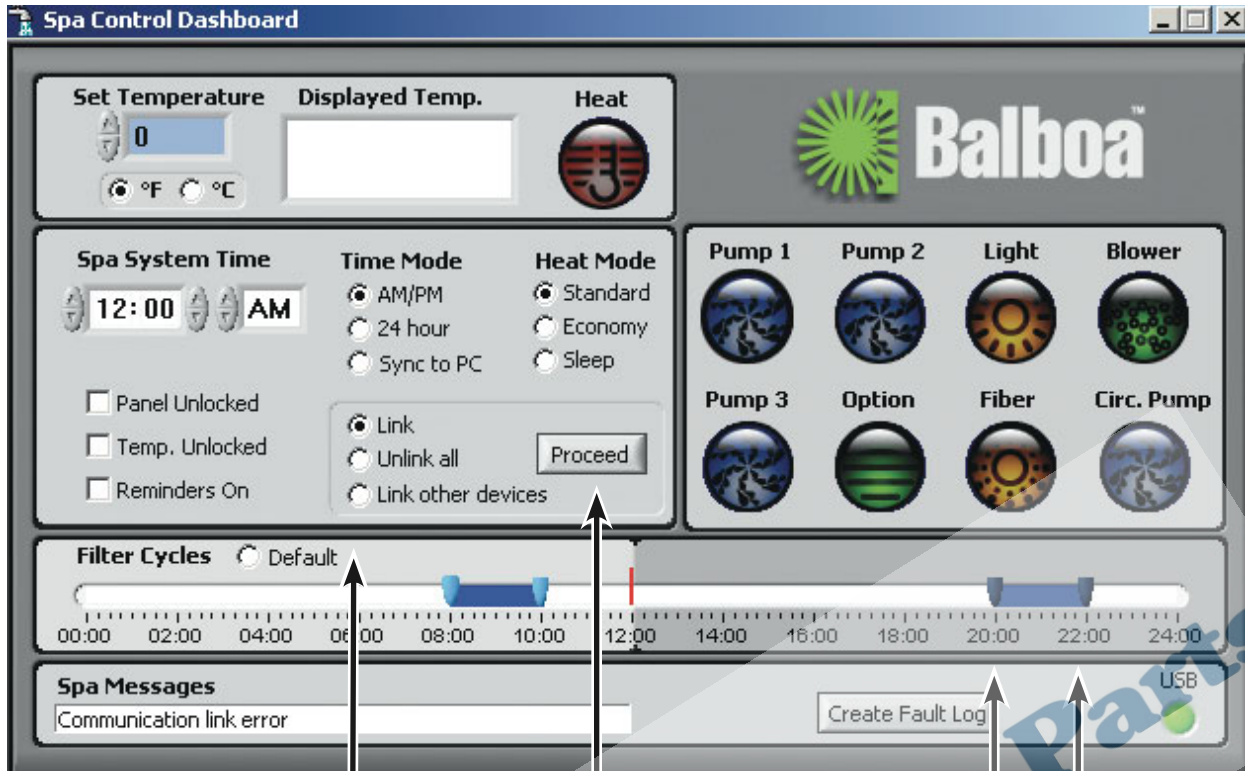 Spa Control Dashboard
Set Temperature
Displayed Temp.
Heat
0
°F °C
Balboa™
Spa System Time
12:00 AM
Time Mode
AM/PM
24 hour
Sync to PC
Heat Mode
Standard
Economy
Sleep
Panel Unlocked
Temp. Unlocked
Reminders On
Link
Unlink all
Link other devices
Proceed
Pump 1 Pump 2 Light Blower
Pump 3 Option Fiber Circ. Pump
Filter Cycles Default
00:00 02:00 04:00 06:00 08:00 10:00 12:00 14:00 16:00 18:00 20:00 22:00 24:00
Spa Messages
Communication link error
Create Fault Log
USB
Parts